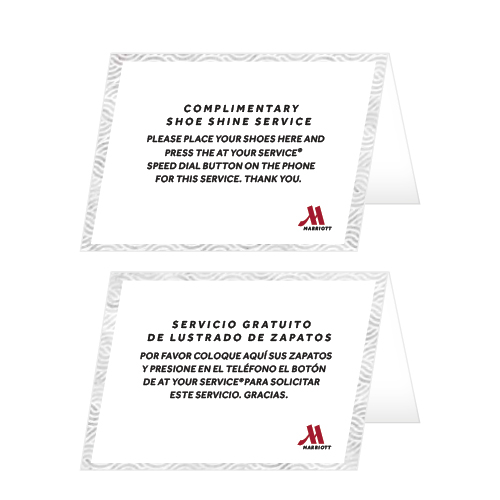 COMPLIMENTARY
SHOE SHINE SERVICE
PLEASE PLACE YOUR SHOES HERE AND
PRESS THE AT YOUR SERVICE®
SPEED DIAL BUTTON ON THE PHONE
FOR THIS SERVICE. THANK YOU.
MARRIOTT
SERVICIO GRATUITO
DE LUSTRADO DE ZAPATOS
POR FAVOR COLOQUE AQUÍ SUS ZAPATOS
Y PRESIONE EN EL TELÉFONO EL BOTÓN
DE AT YOUR SERVICE® PARA SOLICITAR
ESTE SERVICIO. GRACIAS.
MARRIOTT